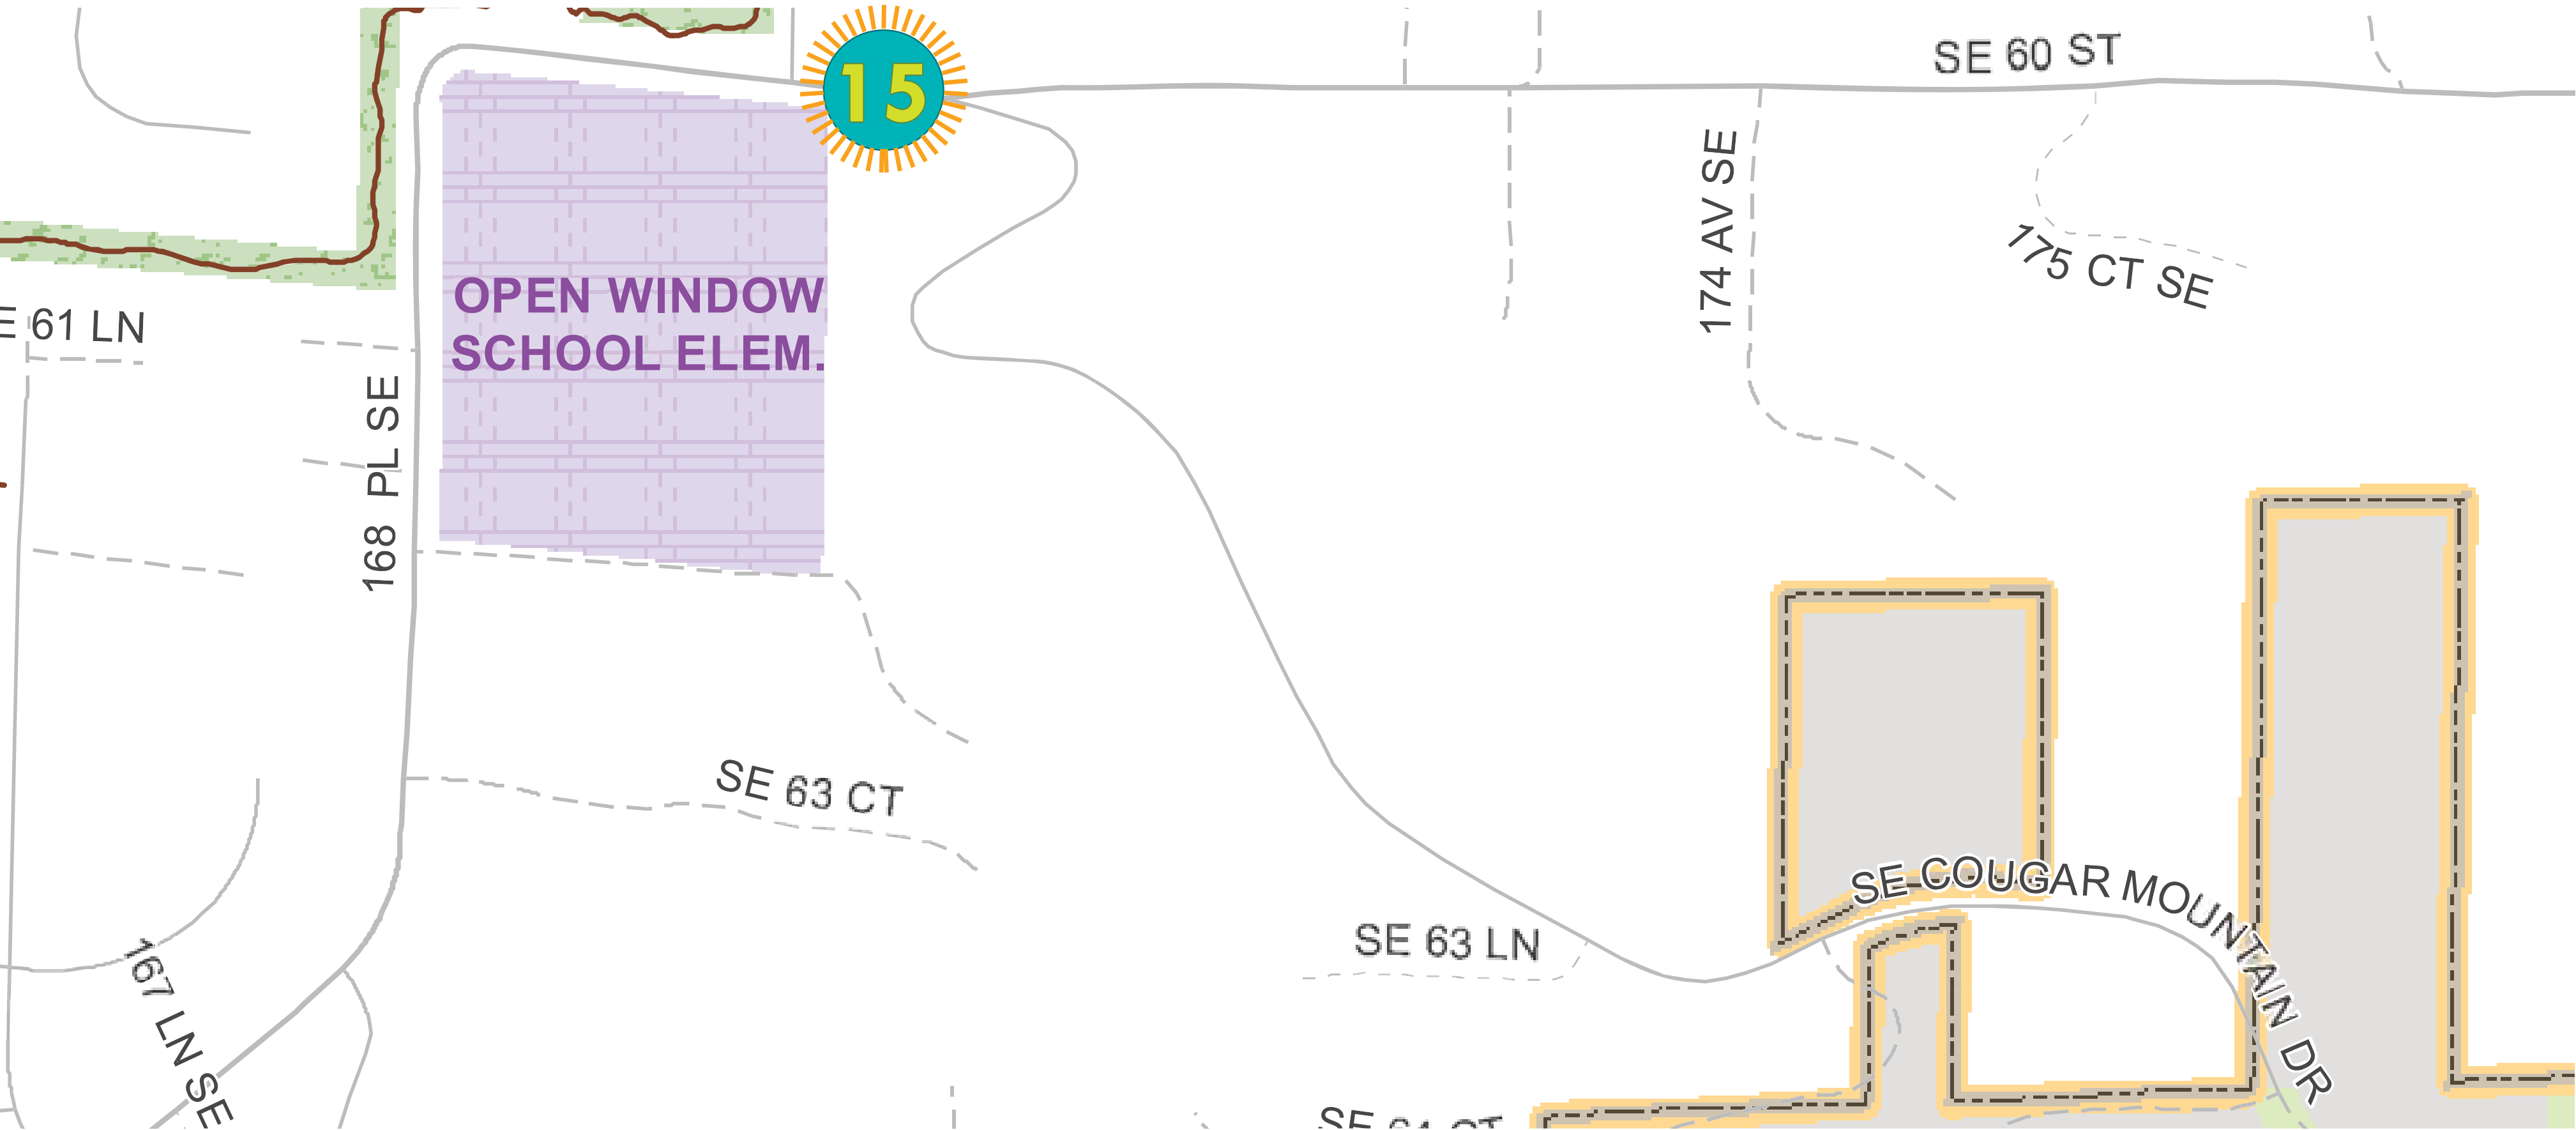 15
SE 60 ST
174 AV SE
175 CT SE
OPEN WINDOW
SCHOOL ELEM.
61 LN
168 PL SE
SE 63 CT
SE COUGAR MOUNTAIN DR
SE 63 LN
167 LN SE